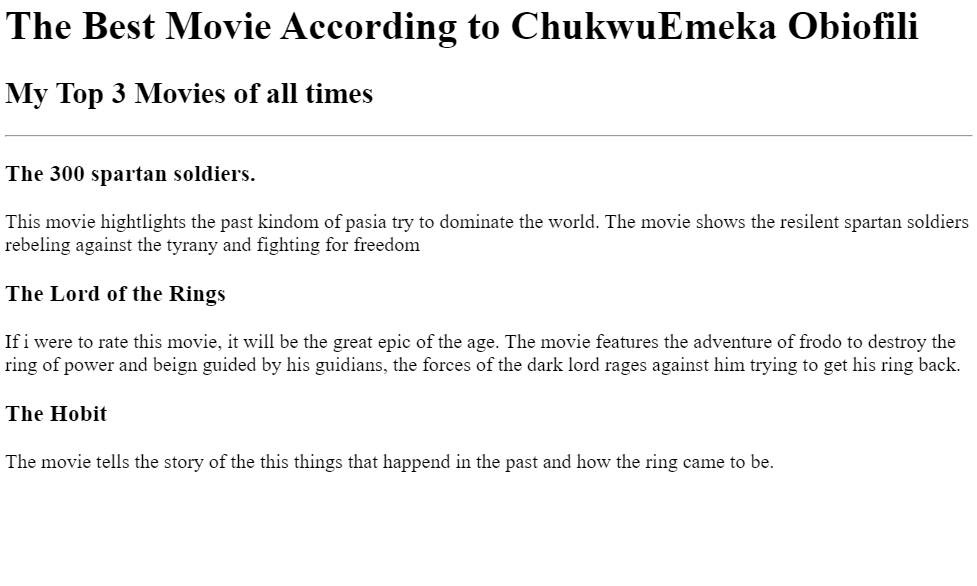 The Best Movie According to ChukwuEmeka Obiofili
My Top 3 Movies of all times
The 300 spartan soldiers.
This movie hightlights the past kindom of pasia try to dominate the world. The movie shows the resilent spartan soldiers
rebeling against the tyrany and fighting for freedom
The Lord of the Rings
If i were to rate this movie, it will be the great epic of the age. The movie features the adventure of frodo to destroy the
ring of power and beign guided by his guidians, the forces of the dark lord rages against him trying to get his ring back.
The Hobit
The movie tells the story of the this things that happend in the past and how the ring came to be.